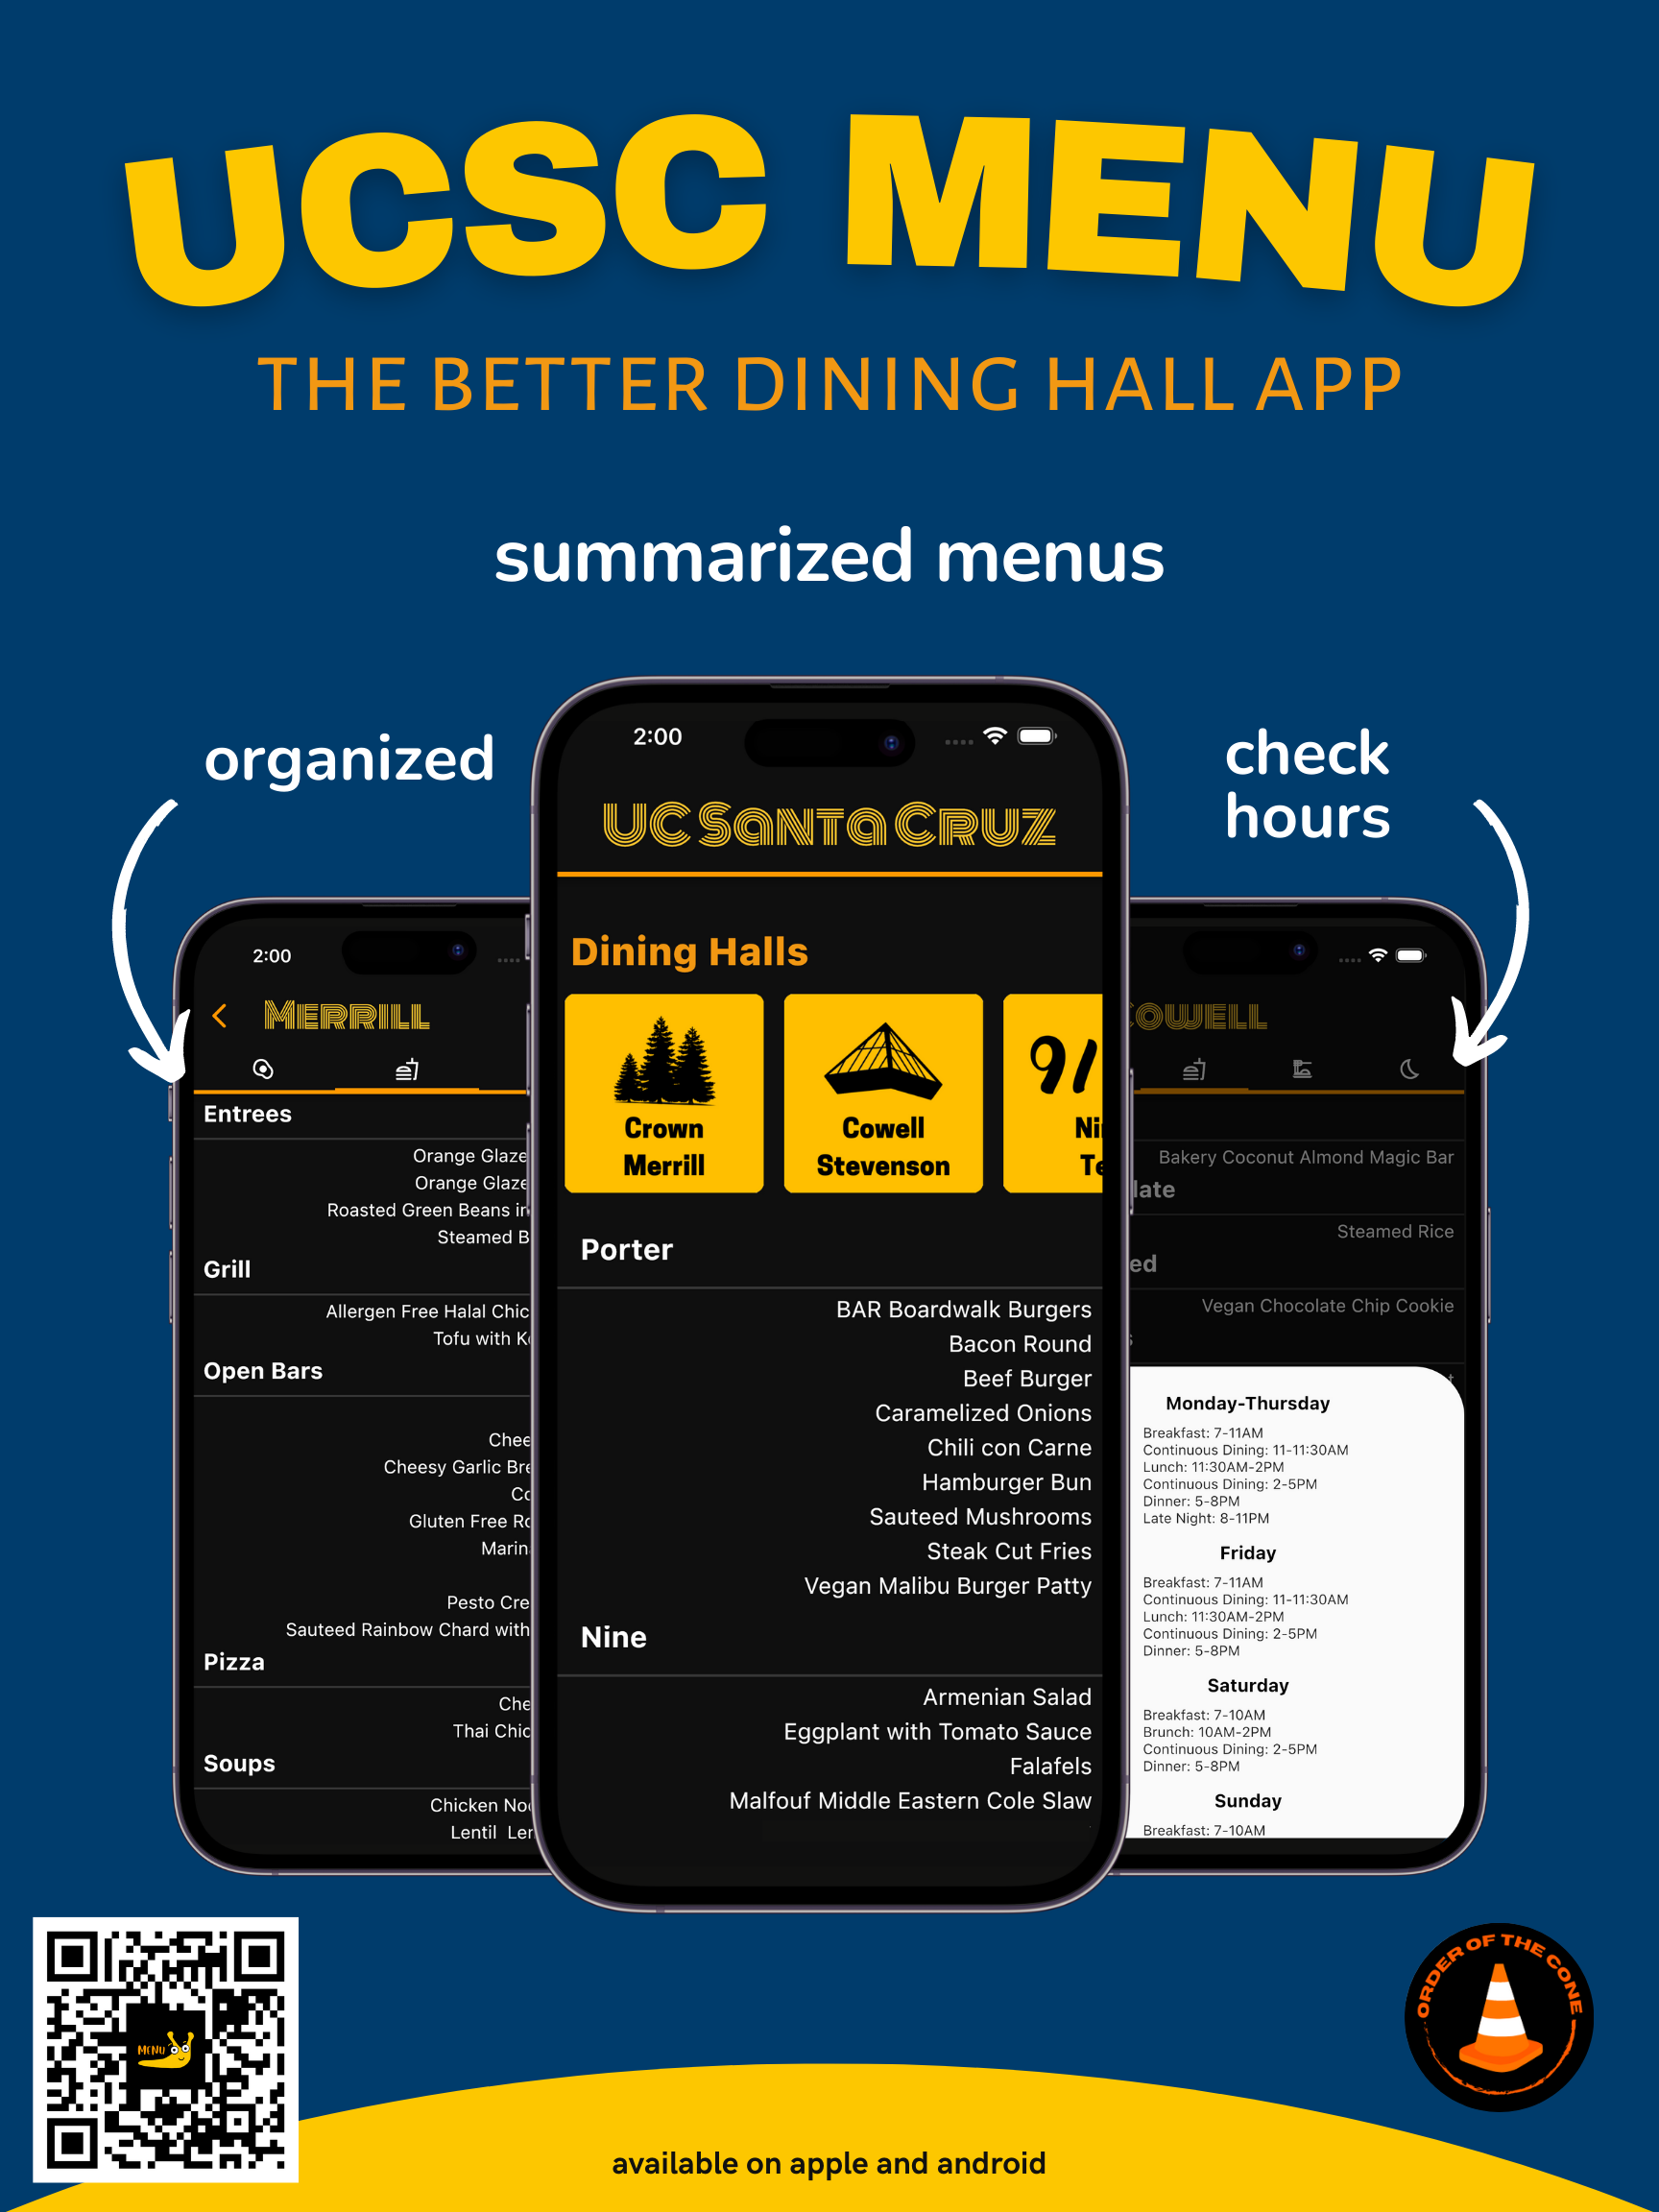 UCSC MENU
THE BETTER DINING HALL APP
summarized menus
organized
check
hours
2:00
MERRILL
Entrees
Orange Glaze
Orange Glaze
Roasted Green Beans in
Steamed B
Grill
Allergen Free Halal Chic
Tofu with K
Open Bars
Chee
Cheesy Garlic Bre
Co
Gluten Free Ro
Marin
Pesto Cre
Sauteed Rainbow Chard with
Pizza
Che
Thai Chic
Soups
Chicken Noo
Lentil Ler
2:00
UC Santa Cruz
Dining Halls
Crown
Merrill
Cowell
Stevenson
9/
Ni
Te
Porter
BAR Boardwalk Burgers
Bacon Round
Beef Burger
Caramelized Onions
Chili con Carne
Hamburger Bun
Sauteed Mushrooms
Steak Cut Fries
Vegan Malibu Burger Patty
Nine
Armenian Salad
Eggplant with Tomato Sauce
Falafels
Malfouf Middle Eastern Cole Slaw
COWELL
Bakery Coconut Almond Magic Bar
late
Steamed Rice
ed
Vegan Chocolate Chip Cookie
Monday-Thursday
Breakfast: 7-11AM
Continuous Dining: 11-11:30AM
Lunch: 11:30AM-2PM
Continuous Dining: 2-5PM
Dinner: 5-8PM
Late Night: 8-11PM
Friday
Breakfast: 7-11AM
Continuous Dining: 11-11:30AM
Lunch: 11:30AM-2PM
Continuous Dining: 2-5PM
Dinner: 5-8PM
Saturday
Breakfast: 7-10AM
Brunch: 10AM-2PM
Continuous Dining: 2-5PM
Dinner: 5-8PM
Sunday
Breakfast: 7-10AM
MENU
ORDER OF THE CONE
available on apple and android